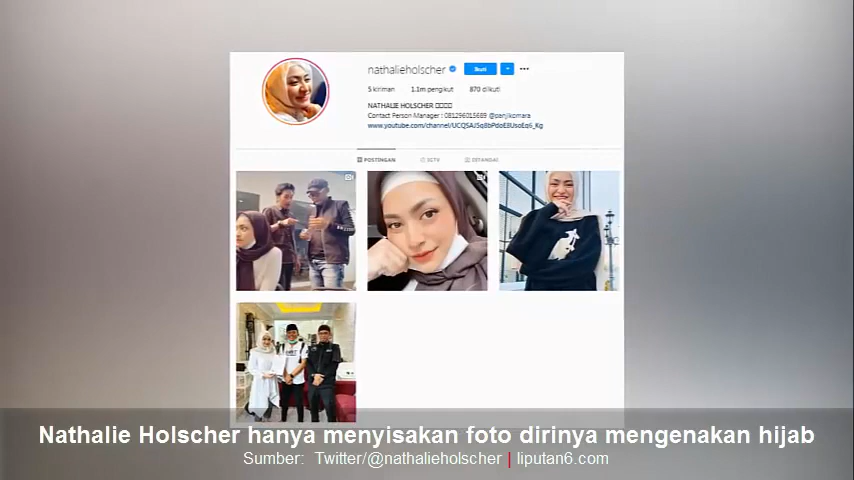 nathalieholscher Ikuti
5 kiriman 1.1m pengikut 870 diikuti
NATHALIE HOLSCHER
Contact Person Manager : 081296015689 @sanjikomara
POSTINGAN IGTV DITANDAI
Nathalie Holscher hanya menyisakan foto dirinya mengenakan hijab
Sumber: Twitter/@nathalieholscher | liputan6.com